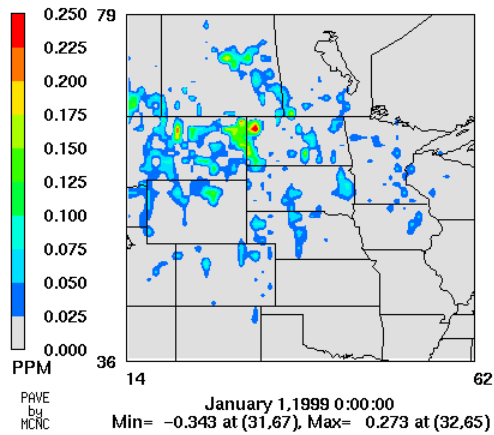 0.250
0.225
0.200
0.175
0.150
0.125
0.100
0.075
0.050
0.025
0.000
PPM
PAVE
by
MCNC
79
36
14
62
January 1,1999 0:00:00
Min= -0.343 at (31,67), Max= 0.273 at (32,65)